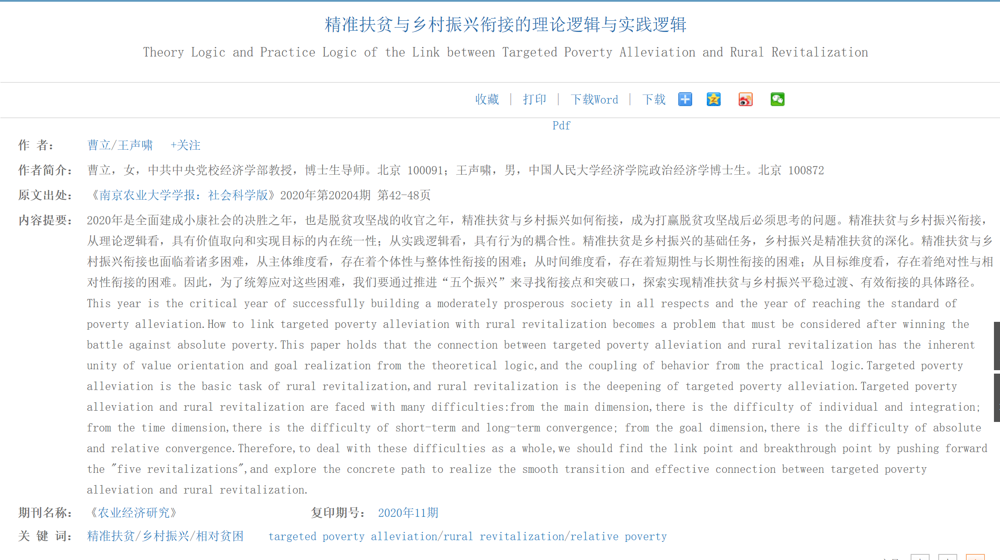 精准扶贫与乡村振兴衔接的理论逻辑与实践逻辑
Theory Logic and Practice Logic of the Link between Targeted Poverty Alleviation and Rural Revitalization
收藏 | 打印 | 下载Word | 下载
Pdf
作 者： 曹立/王声啸 +关注
作者简介： 曹立，女，中共中央党校经济学部教授，博士生导师。北京 100091；王声啸，男，中国人民大学经济学院政治经济学博士生。北京 100872
原文出处： 《南京农业大学学报：社会科学版》2020年第20204期 第42-48页
内容提要： 2020年是全面建成小康社会的决胜之年，也是脱贫攻坚战的收官之年，精准扶贫与乡村振兴如何衔接，成为打赢脱贫攻坚战后必须思考的问题。精准扶贫与乡村振兴衔接，
从理论逻辑看，具有价值取向和实现目标的内在统一性；从实践逻辑看，具有行为的耦合性。精准扶贫是乡村振兴的基础任务，乡村振兴是精准扶贫的深化。精准扶贫与乡
村振兴衔接也面临着诸多困难，从主体维度看，存在着个体性与整体性衔接的困难；从时间维度看，存在着短期性与长期性衔接的困难；从目标维度看，存在着绝对性与相
对性衔接的困难。因此，为了统筹应对这些困难，我们要通过推进“五个振兴”来寻找衔接点和突破口，探索实现精准扶贫与乡村振兴平稳过渡、有效衔接的具体路径。
This year is the critical year of successfully building a moderately prosperous society in all respects and the year of reaching the standard of
poverty alleviation.How to link targeted poverty alleviation with rural revitalization becomes a problem that must be considered after winning the
battle against absolute poverty.This paper holds that the connection between targeted poverty alleviation and rural revitalization has the inherent
unity of value orientation and goal realization from the theoretical logic,and the coupling of behavior from the practical logic.Targeted poverty
alleviation is the basic task of rural revitalization,and rural revitalization is the deepening of targeted poverty alleviation.Targeted poverty
alleviation and rural revitalization are faced with many difficulties:from the main dimension,there is the difficulty of individual and integration;
from the time dimension,there is the difficulty of short-term and long-term convergence; from the goal dimension,there is the difficulty of absolute
and relative convergence.Therefore,to deal with these difficulties as a whole,we should find the link point and breakthrough point by pushing forward
the "five revitalizations",and explore the concrete path to realize the smooth transition and effective connection between targeted poverty
alleviation and rural revitalization.
期刊名称： 《农业经济研究》 复印期号： 2020年11期
关 键 词： 精准扶贫/乡村振兴/相对贫困 targeted poverty alleviation/rural revitalization/relative poverty